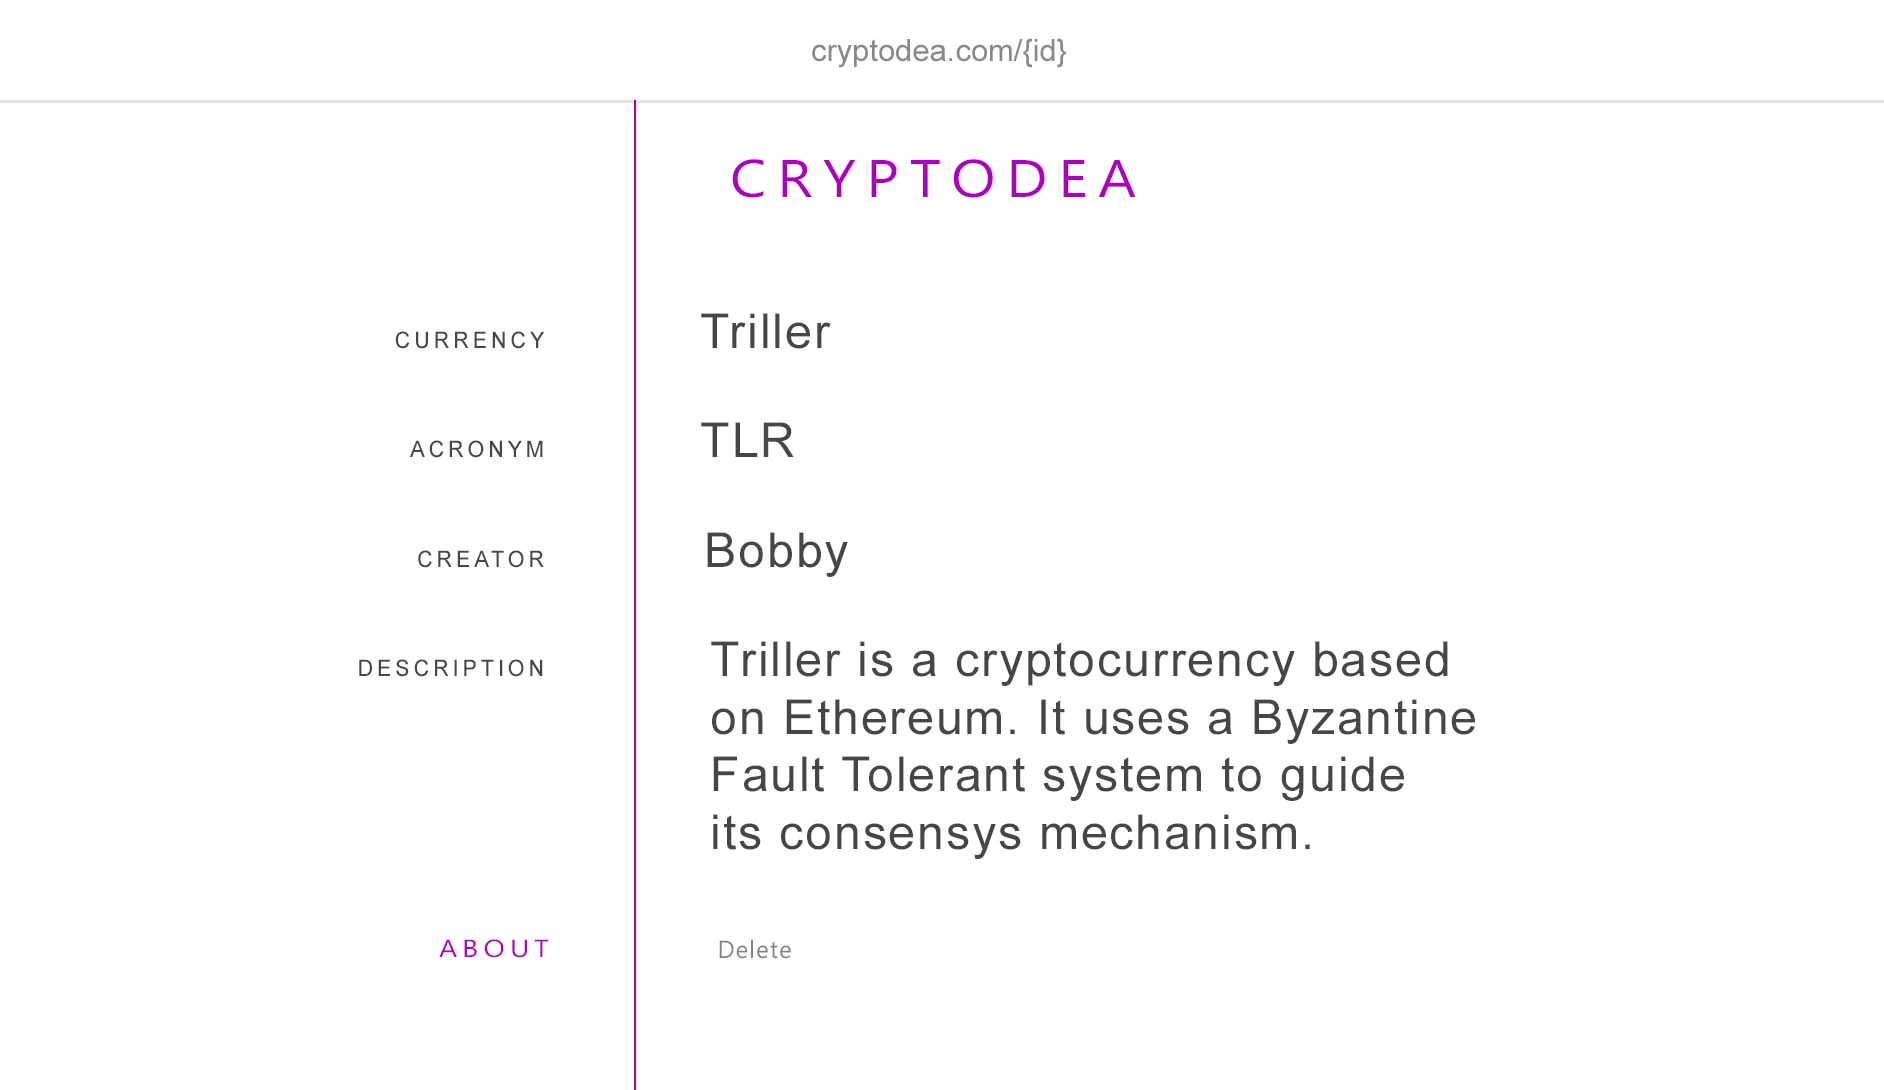 cryptodea.com/{id}
CRYPTODEA
CURRENCY
Triller
ACRONYM
TLR
CREATOR
Bobby
DESCRIPTION
Triller is a cryptocurrency based
on Ethereum. It uses a Byzantine
Fault Tolerant system to guide
its consensys mechanism.
ABOUT
Delete